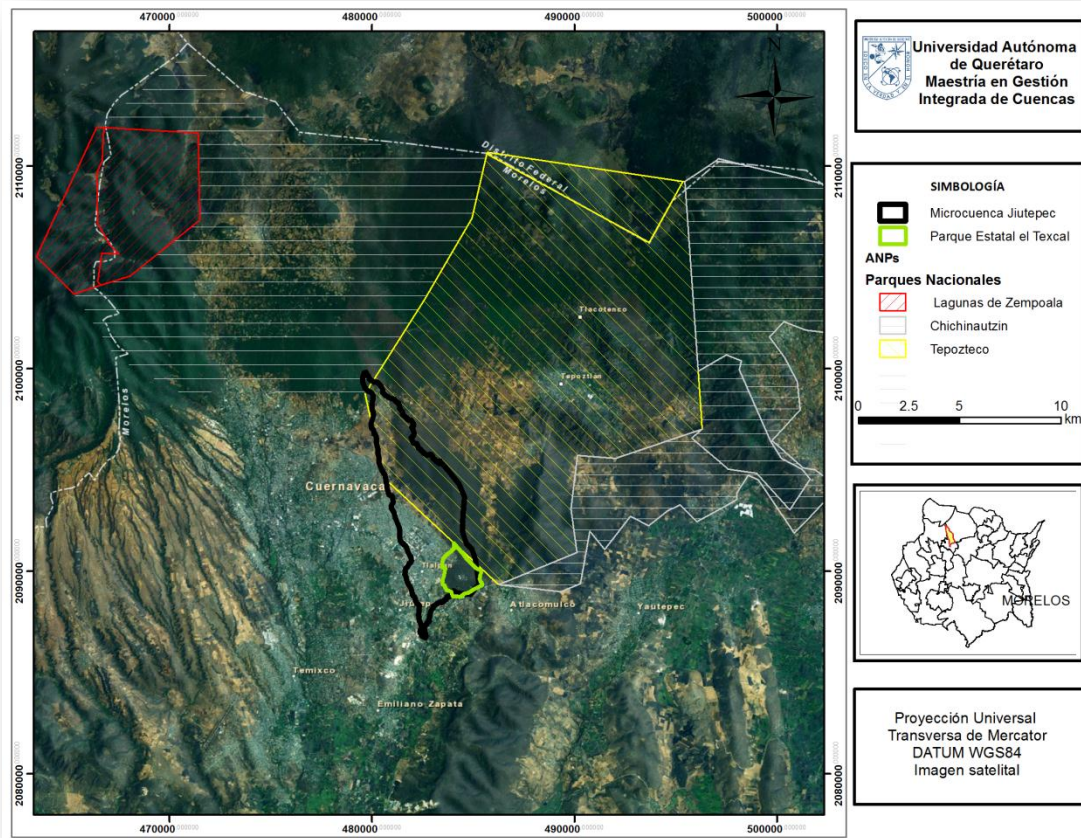 470000
480000
490000
500000
N
2110000
2110000
Distrito Federal
Morelos
Tlacotenco
2100000
2100000
Tepoztlan
Morelos
Cuernavaca
2090000
2090000
Atlacomulco
Yautepec
Temixco
Emiliano Zapata
2080000
2080000
470000
480000
490000
500000
Universidad Autónoma
de Querétaro
Maestría en Gestión
Integrada de Cuencas
SIMBOLOGÍA
Microcuenca Jiutepec
Parque Estatal el Texcal
ANPs
Parques Nacionales
Lagunas de Zempoala
Chichinautzin
Tepozteco
0 2.5 5 10
km
MORELOS
Proyección Universal
Transversa de Mercator
DATUM WGS84
Imagen satelital